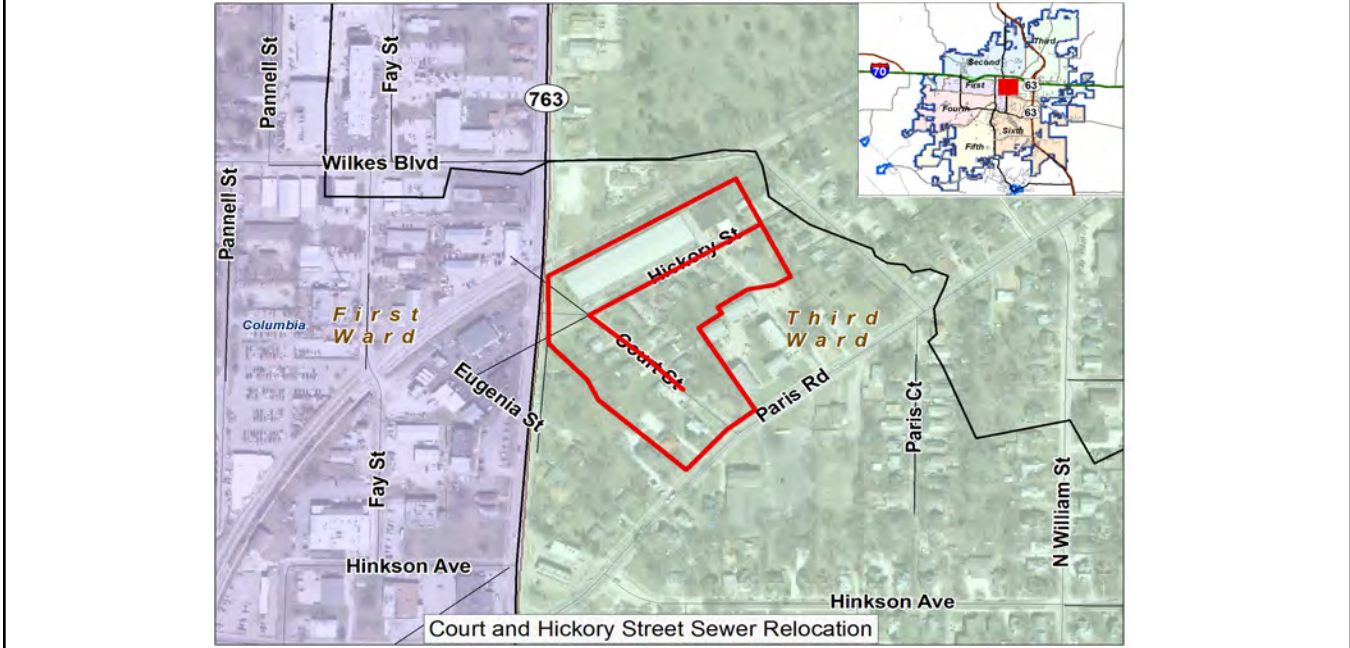 Pannell St
Fay St
763
Wilkes Blvd
Pannell St
Hickory St
Columbia
First
Ward
Third
Ward
Court St
Eugenia St
Paris Rd
Paris Ct
Fay St
N William St
Hinkson Ave
Hinkson Ave
Court and Hickory Street Sewer Relocation
Third
Second
70
First
63
Fourth
63
Sixth
Fifth